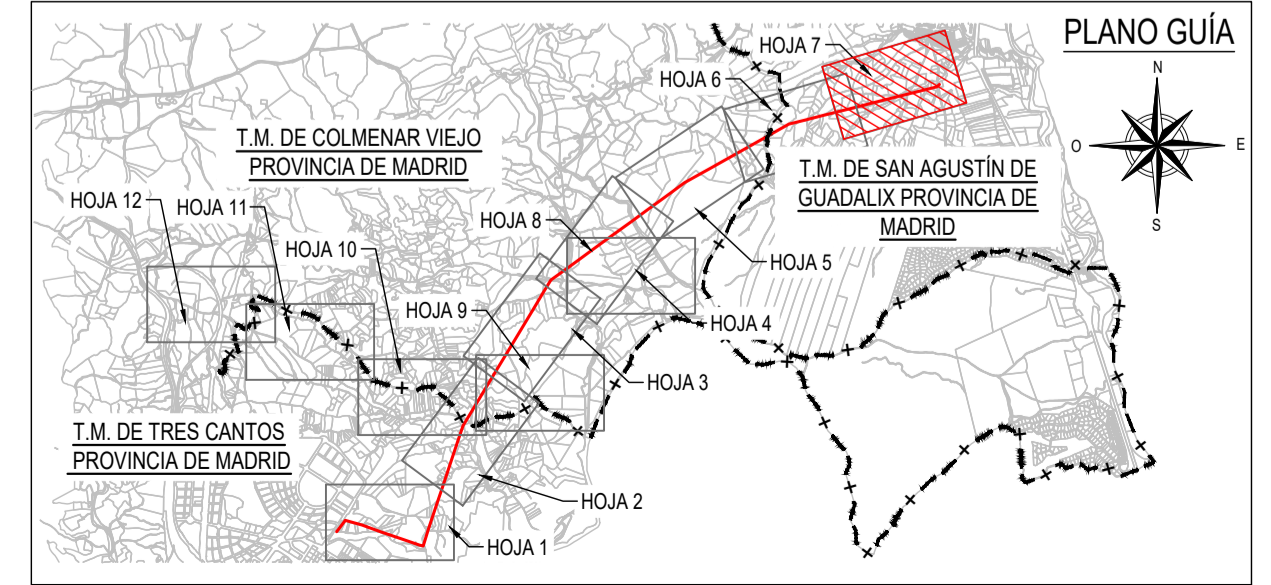 PLANO GUÍA
N
O
E
S
HOJA 7
HOJA 6
T.M. DE COLMENAR VIEJO
PROVINCIA DE MADRID
T.M. DE SAN AGUSTÍN DE
GUADALIX PROVINCIA DE
MADRID
HOJA 12
HOJA 11
HOJA 8
HOJA 10
HOJA 5
HOJA 9
HOJA 4
HOJA 3
T.M. DE TRES CANTOS
PROVINCIA DE MADRID
HOJA 2
HOJA 1